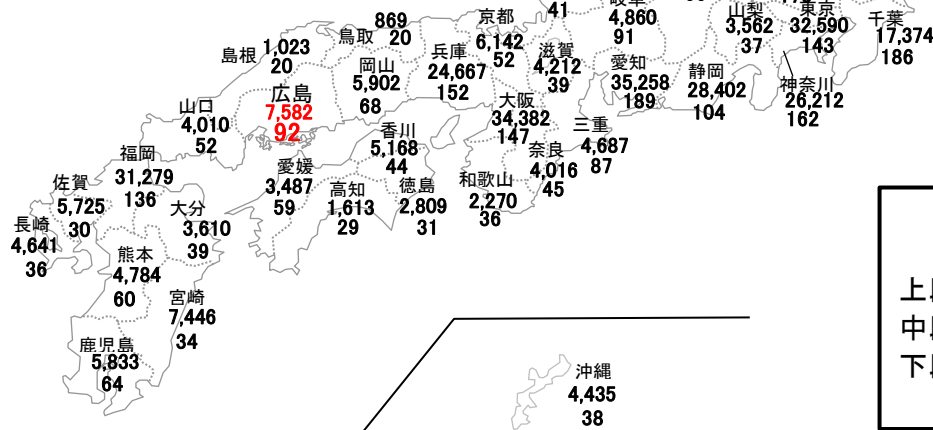 41
4,860
91
山梨
3,562
37
東京
32,590
143
千葉
17,374
186
869
鳥取
20
京都
6,142
52
島根
1,023
20
岡山
5,902
68
兵庫
24,667
152
滋賀
4,212
39
愛知
35,258
189
静岡
28,402
104
神奈川
26,212
162
広島
7,582
92
山口
4,010
52
大阪
34,382
147
三重
4,687
87
香川
5,168
44
奈良
4,016
45
福岡
31,279
136
愛媛
3,487
59
高知
1,613
29
徳島
2,809
31
和歌山
2,270
36
佐賀
5,725
30
大分
3,610
39
長崎
4,641
36
熊本
4,784
60
宮崎
7,446
34
鹿児島
5,833
64
沖縄
4,435
38
上
中
下